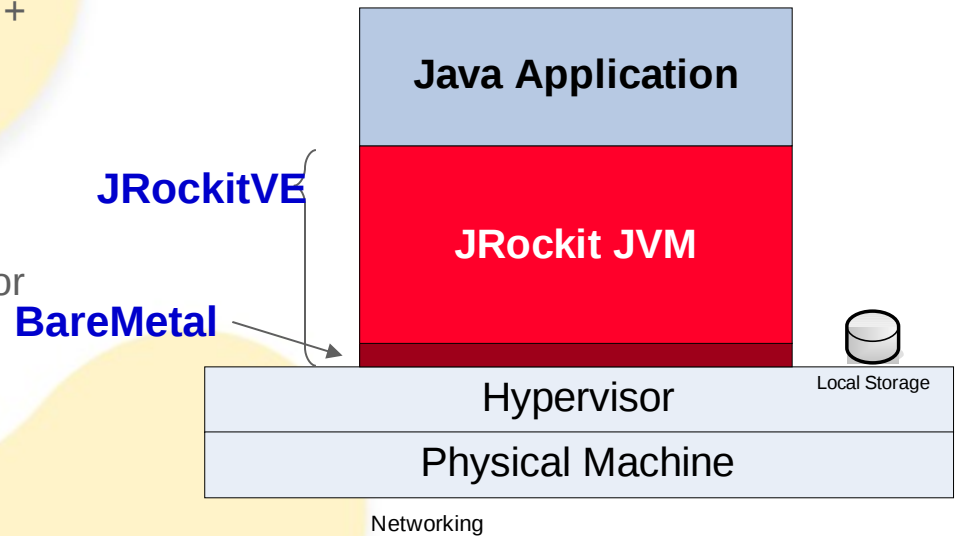 +
Java Application
JRockitVE
JRockit JVM
or
BareMetal
Local Storage
Hypervisor
Physical Machine
Networking